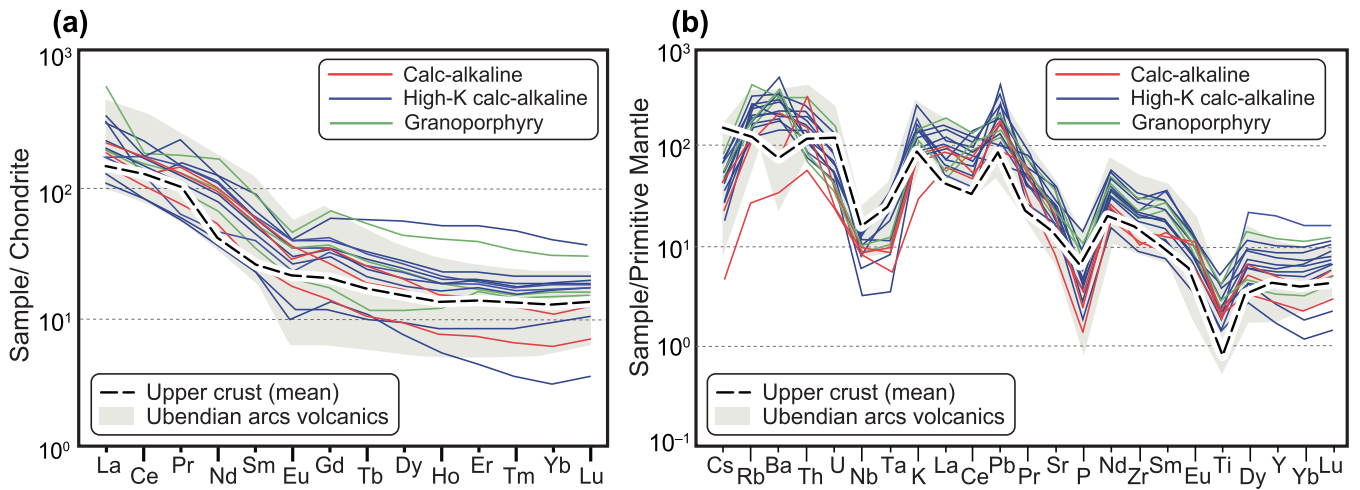 (a)
Sample/ Chondrite
10³
10²
10¹
10⁰
Calc-alkaline
High-K calc-alkaline
Granoporphyry
Upper crust (mean)
Ubendian arcs volcanics
La Ce Pr Nd Sm Eu Gd Tb Dy Ho Er Tm Yb Lu
(b)
Sample/Primitive Mantle
10³
10²
10¹
10⁰
10⁻¹
Calc-alkaline
High-K calc-alkaline
Granoporphyry
Upper crust (mean)
Ubendian arcs volcanics
Cs Rb Ba Th U Nb Ta K La Ce Pb Pr Sr P Nd Zr Sm Eu Ti Dy Y Yb Lu